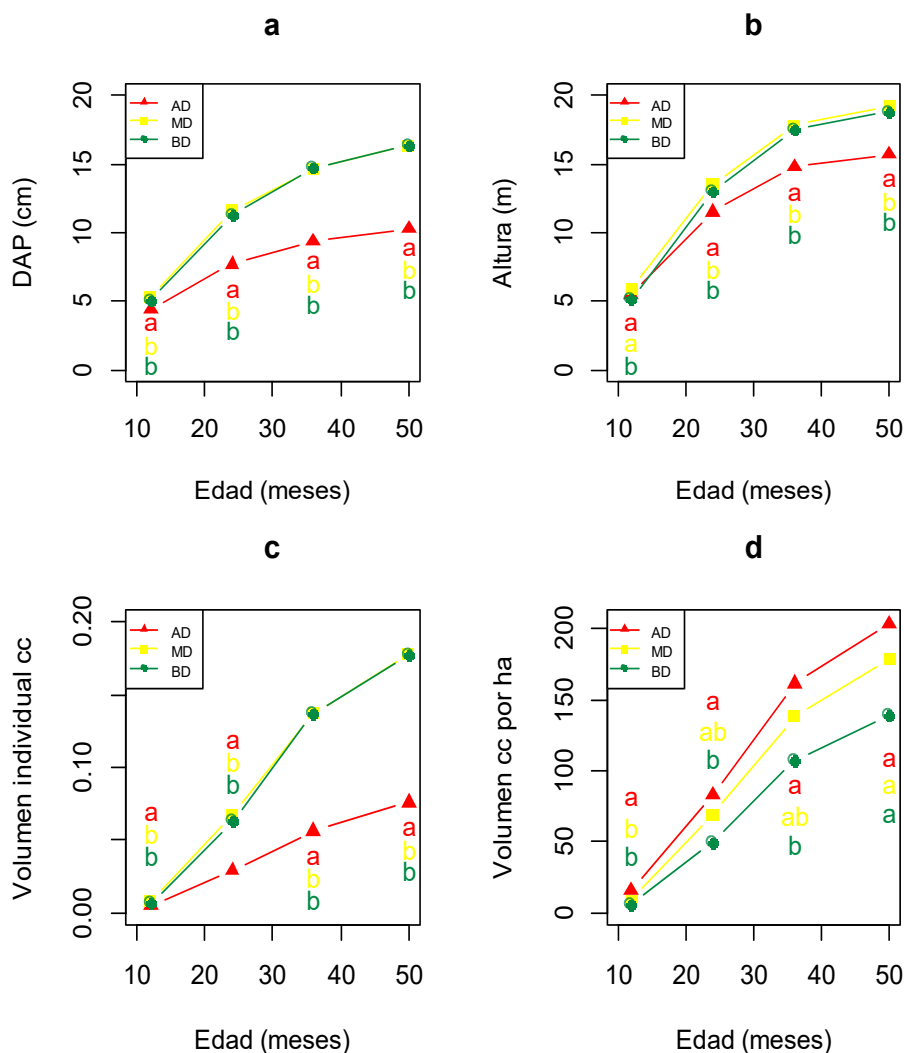 a
DAP (cm)
20
15
10
5
0
AD
MD
BD
a
b
b
a
b
b
a
b
b
a
b
b
10 20 30 40 50
Edad (meses)
b
Altura (m)
20
15
10
5
0
AD
MD
BD
a
a
b
a
b
b
a
b
b
a
b
b
10 20 30 40 50
Edad (meses)
c
Volumen individual cc
0.20
0.10
0.00
AD
MD
BD
a
b
b
a
b
b
a
b
b
a
b
b
10 20 30 40 50
Edad (meses)
d
Volumen cc por ha
200
150
100
50
0
AD
MD
BD
a
b
b
a
ab
b
a
ab
b
a
a
a
10 20 30 40 50
Edad (meses)